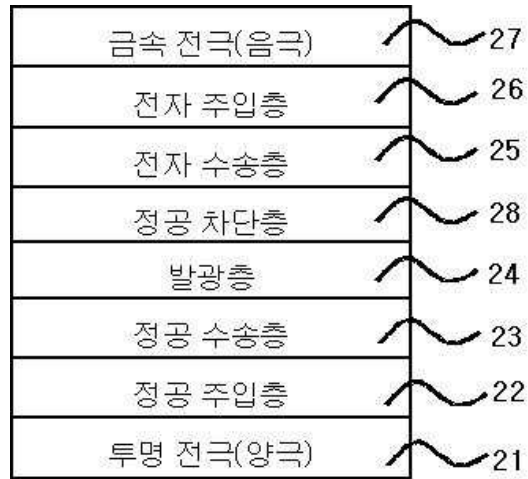 금속 전극(음극) 27
전자 주입층 26
전자 수송층 25
정공 차단층 28
발광층 24
정공 수송층 23
정공 주입층 22
투명 전극(양극) 21